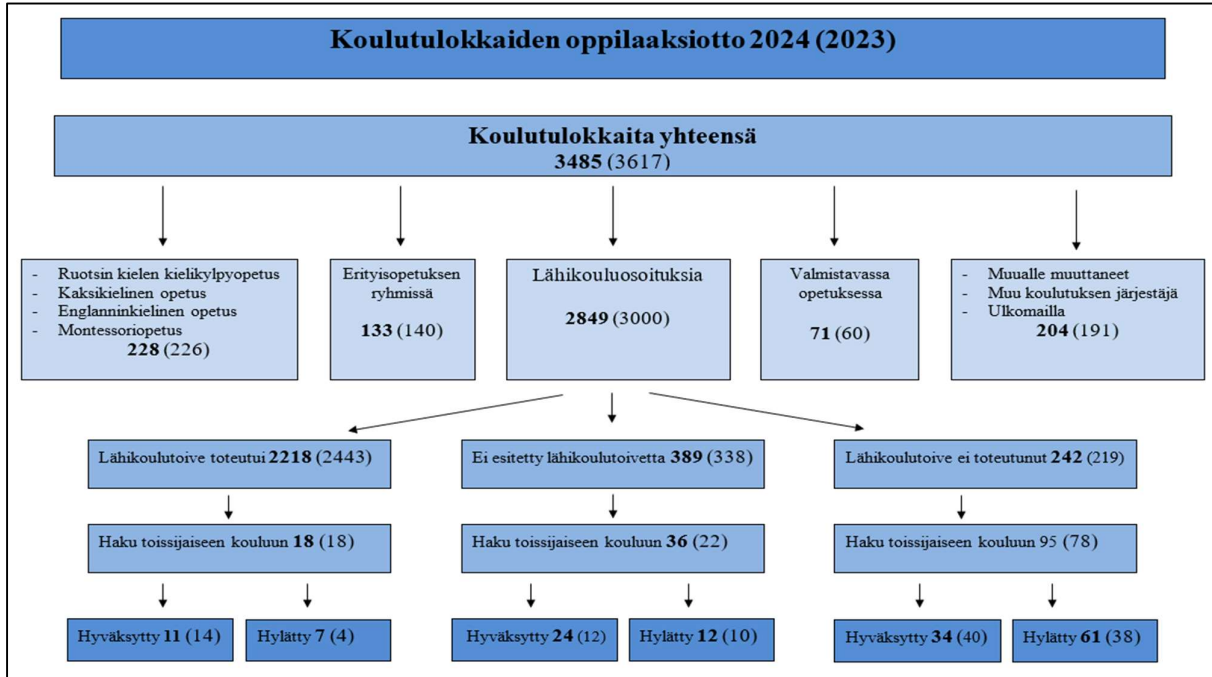 Koulutulokkaiden oppilaaksiotto 2024 (2023)
Koulutulokkaita yhteensä
3485 (3617)
- Ruotsin kielen kielikylpyopetus
- Kaksikielinen opetus
- Englanninkielinen opetus
- Montessoriopetus
228 (226)
Erityisopetuksen
ryhmissä
133 (140)
Lähikouluosoituksia
2849 (3000)
Valmistavassa
opetuksessa
71 (60)
- Muualle muuttaneet
- Muu koulutuksen järjestäjä
- Ulkomailla
204 (191)
Lähikoulutoive toteutui 2218 (2443)
Ei esitetty lähikoulutoivetta 389 (338)
Lähikoulutoive ei toteutunut 242 (219)
Haku toissijaiseen kouluun 18 (18)
Haku toissijaiseen kouluun 36 (22)
Haku toissijaiseen kouluun 95 (78)
Hyväksytty 11 (14)
Hylätty 7 (4)
Hyväksytty 24 (12)
Hylätty 12 (10)
Hyväksytty 34 (40)
Hylätty 61 (38)